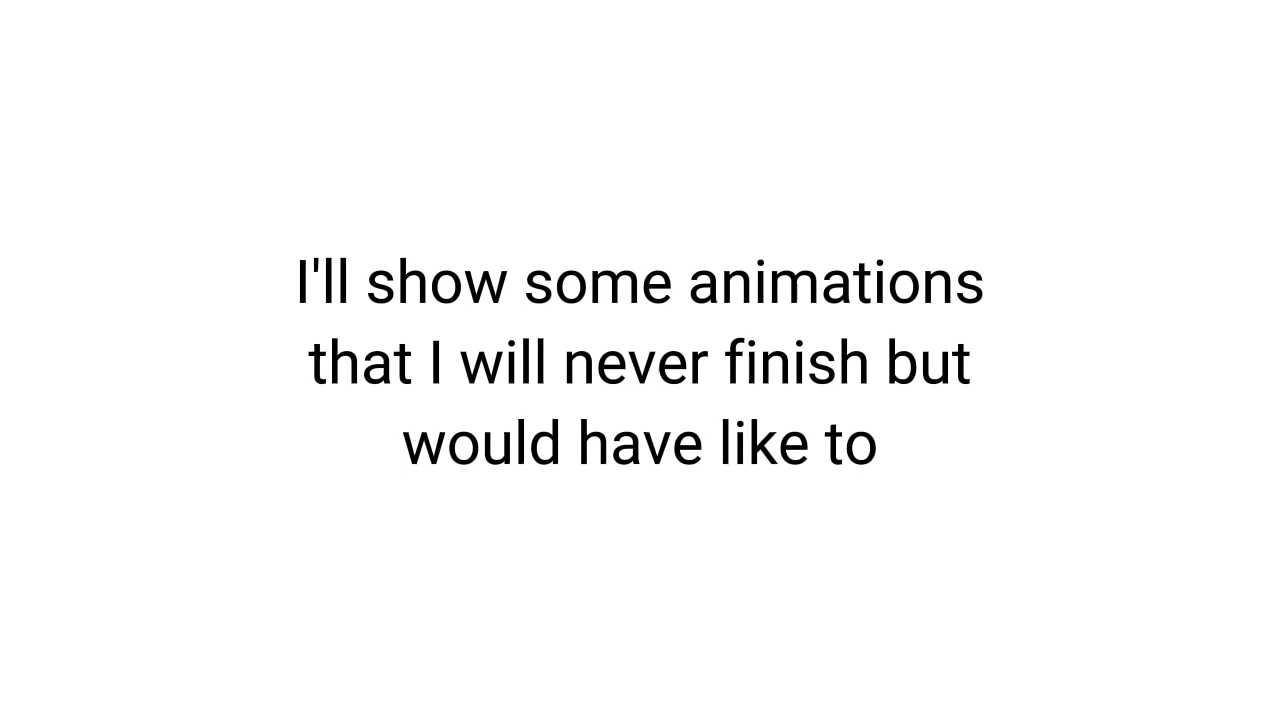 I'll show some animations
that I will never finish but
would have like to